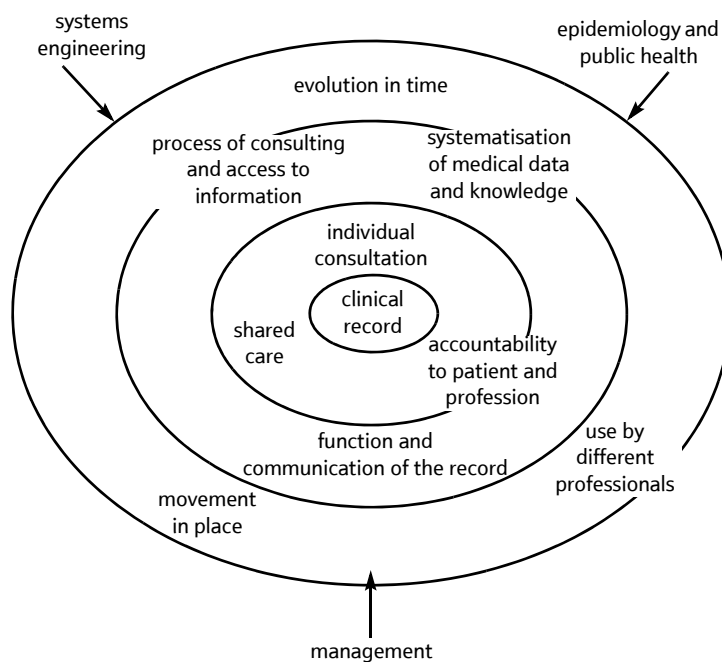 systems
engineering
epidemiology and
public health
evolution in time
process of consulting
and access to
information
systematisation
of medical data
and knowledge
individual
consultation
clinical
record
shared
care
accountability
to patient and
profession
function and
communication of the record
use by
different
professionals
movement
in place
management